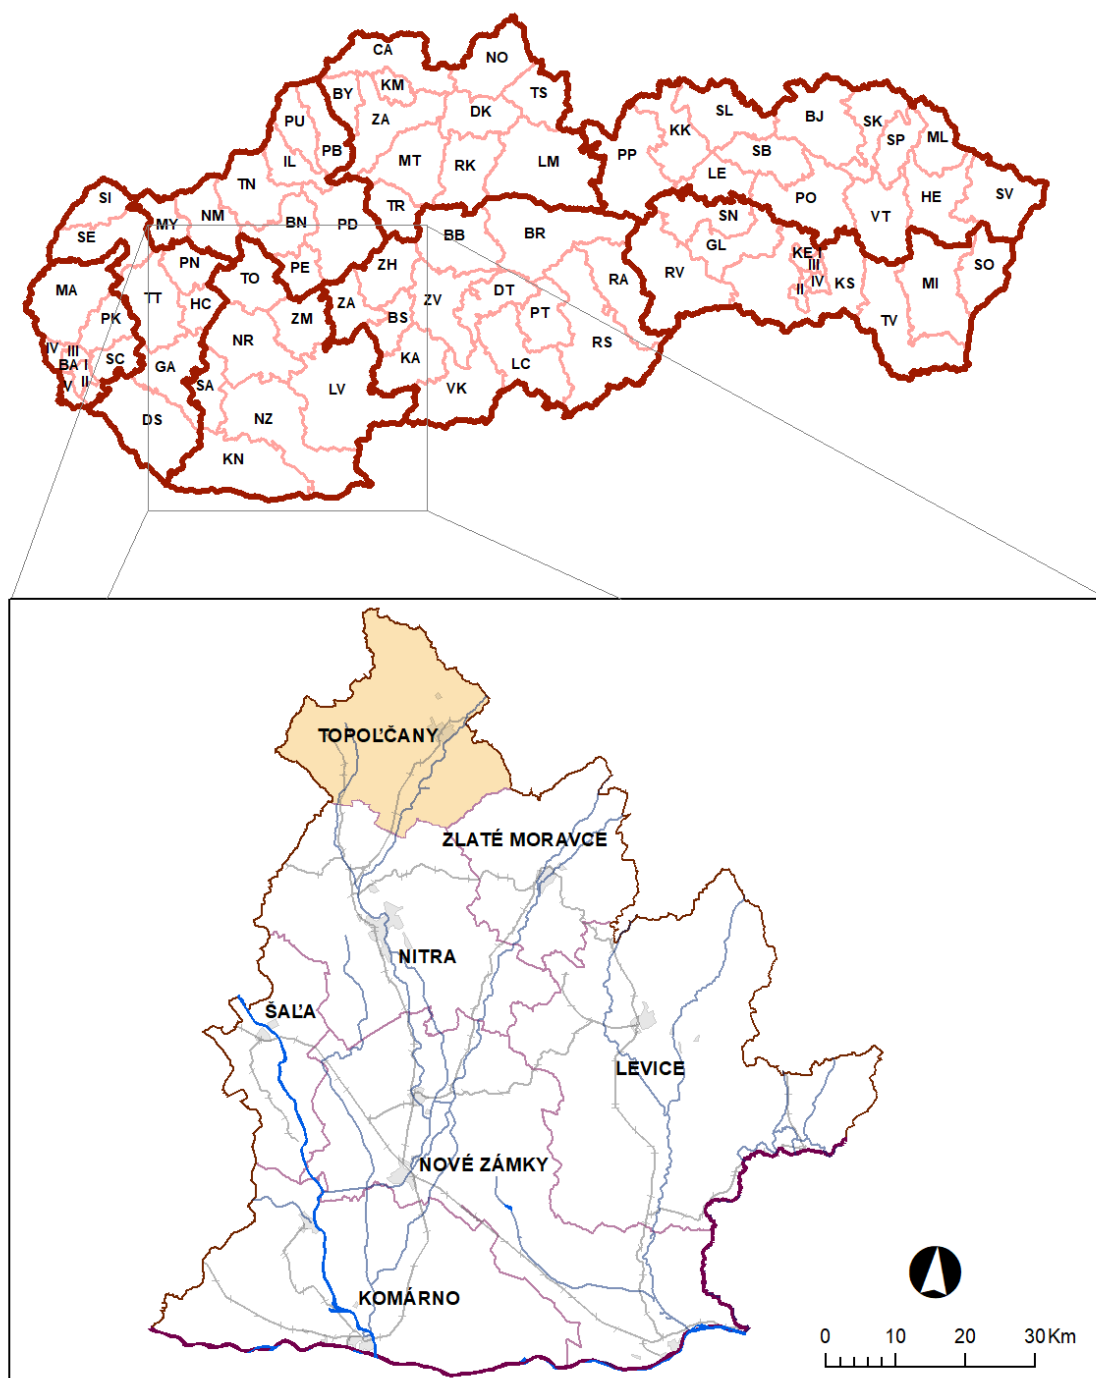 CA
NO
BY
KM
TS
PU
ZA
DK
SL
BJ
SK
KK
SP
ML
IL
PB
MT
RK
LM
PP
SB
LE
TN
SI
TR
PO
HE
SV
MY
NM
BN
PD
SN
VT
SE
BB
BR
GL
KE I
III
PN
PE
ZH
RV
IV
KS
SO
MA
TT
TO
RA
II
MI
HC
ZA
ZV
DT
PK
ZM
BS
PT
TV
IV
III
SC
NR
KA
RS
BA
I
GA
LC
V
II
SA
LV
VK
DS
NZ
KN
TOPOĽČANY
ZLATÉ MORAVCE
NITRA
ŠAĽA
LEVICE
NOVÉ ZÁMKY
KOMÁRNO
0 10 20 30 Km